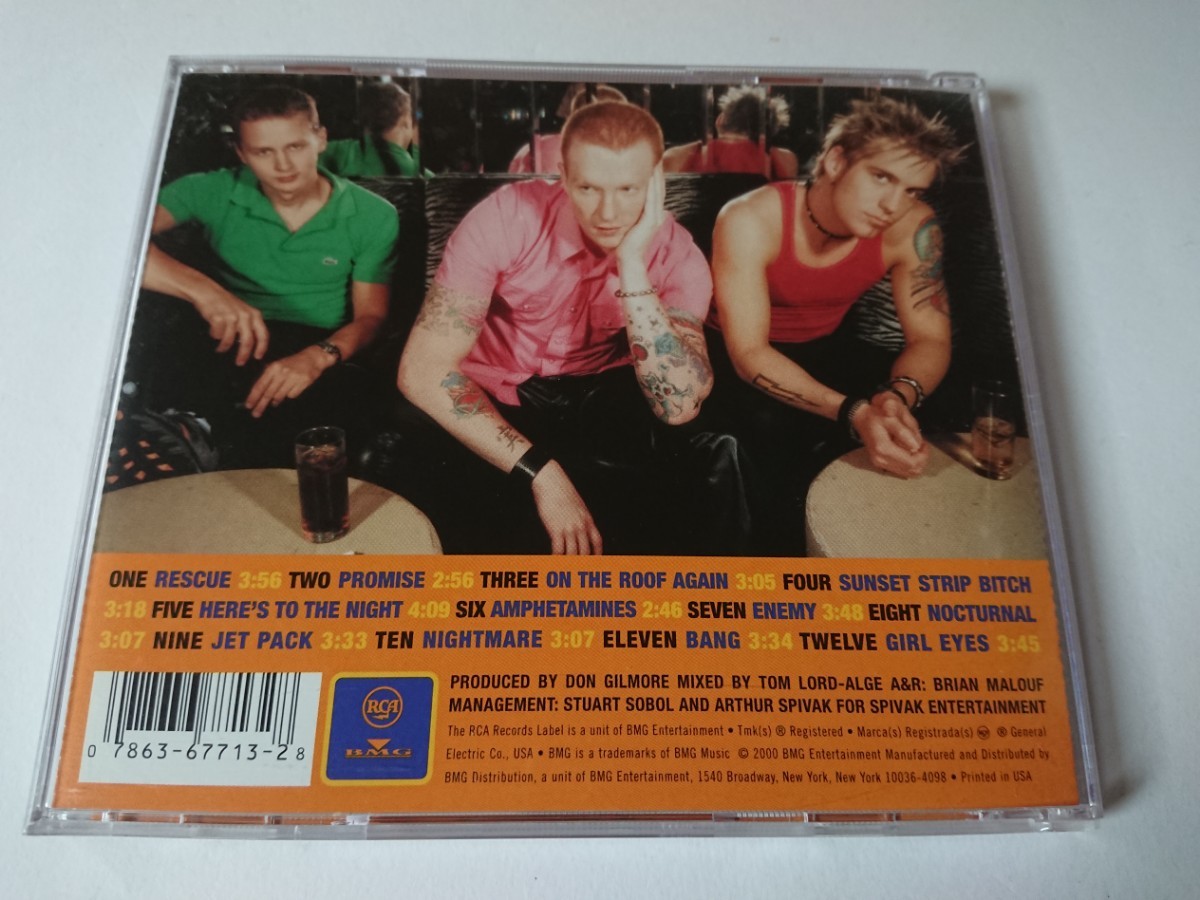 ONE RESCUE 3:56 TWO PROMISE 2:56 THREE ON THE ROOF AGAIN 3:05 FOUR SUNSET STRIP BITCH
3:18 FIVE HERE'S TO THE NIGHT 4:09 SIX AMPHETAMINES 2:46 SEVEN ENEMY 3:48 EIGHT NOCTURNAL
3:07 NINE JET PACK 3:33 TEN NIGHTMARE 3:07 ELEVEN BANG 3:34 TWELVE GIRL EYES 3:45
PRODUCED BY DON GILMORE MIXED BY TOM LORD-ALGE A&R: BRIAN MALOUF
MANAGEMENT: STUART SOBOL AND ARTHUR SPIVAK FOR SPIVAK ENTERTAINMENT
The RCA Records Label is a unit of BMG Entertainment • Tmk(s) ® Registered • Marca(s) Registrada(s) RCA ® General
Electric Co., USA • BMG is a trademarks of BMG Music © 2000 BMG Entertainment Manufactured and Distributed by
BMG Distribution, a unit of BMG Entertainment, 1540 Broadway, New York, New York 10036-4098 • Printed in USA
RCA
BMG
0 7863-67713-2 8